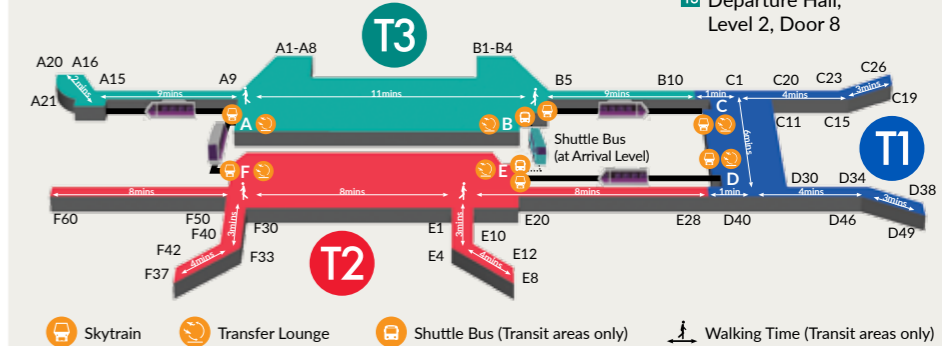 T3 Departure Hall,
Level 2, Door 8
T3
A1-A8
B1-B4
A20 A16
A15
A9
B5
B10
C1
C20
C23
C26
2mins
9mins
11mins
9mins
1min
4mins
3mins
A21
C19
A
B
C
C11
C15
Shuttle Bus
(at Arrival Level)
6mins
T1
F
E
D
D30
D34
D38
8mins
8mins
8mins
1min
4mins
3mins
F60
F50
F40
F30
E1
E10
E20
E28
D40
D46
D49
3mins
3mins
F42
F33
T2
E4
E12
4mins
4mins
F37
E8
Skytrain
Transfer Lounge
Shuttle Bus (Transit areas only)
Walking Time (Transit areas only)